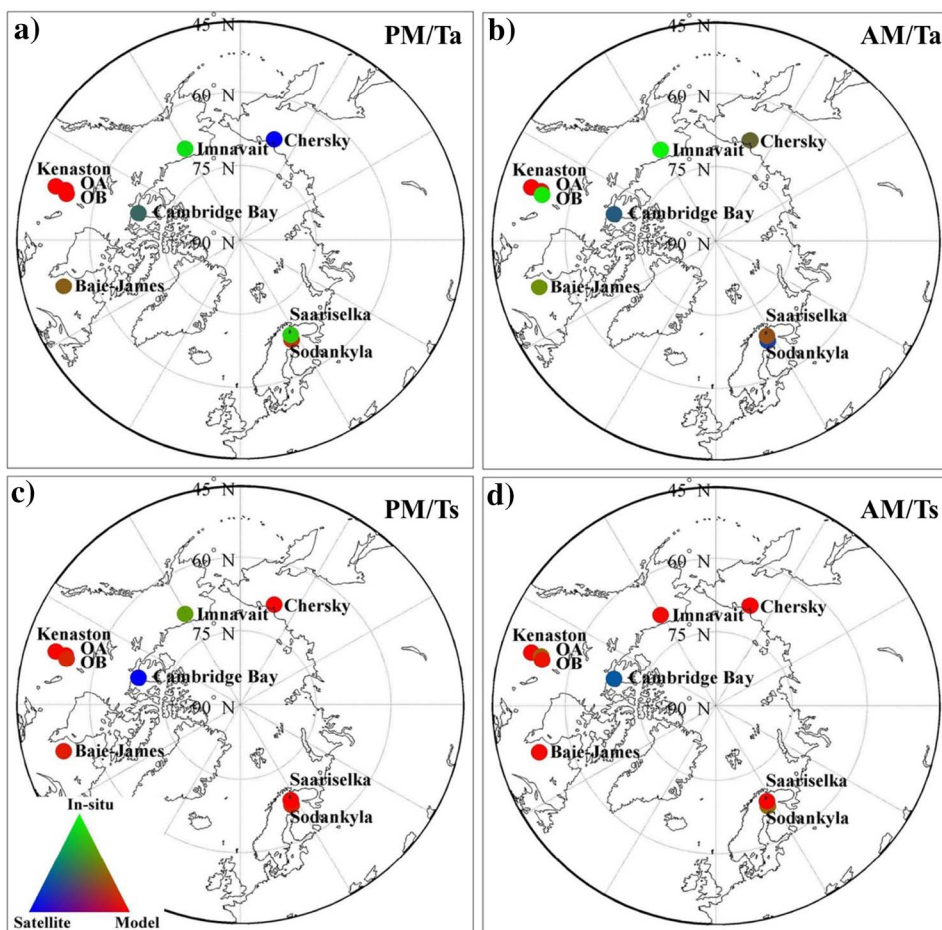 a)
PM/Ta
45° N
60° N
Imnavait
Chersky
75° N
Kenaston
OA
OB
Cambridge Bay
90° N
Baie-James
Saariselka
Sodankyla
b)
AM/Ta
45° N
60° N
Imnavait
Chersky
75° N
Kenaston
OA
OB
Cambridge Bay
90° N
Baie-James
Saariselka
Sodankyla
c)
PM/Ts
45° N
60° N
Imnavait
Chersky
75° N
Kenaston
OA
OB
Cambridge Bay
90° N
Baie-James
Saariselka
Sodankyla
In-situ
Satellite
Model
d)
AM/Ts
45° N
60° N
Imnavait
Chersky
75° N
Kenaston
OA
OB
Cambridge Bay
90° N
Baie-James
Saariselka
Sodankyla